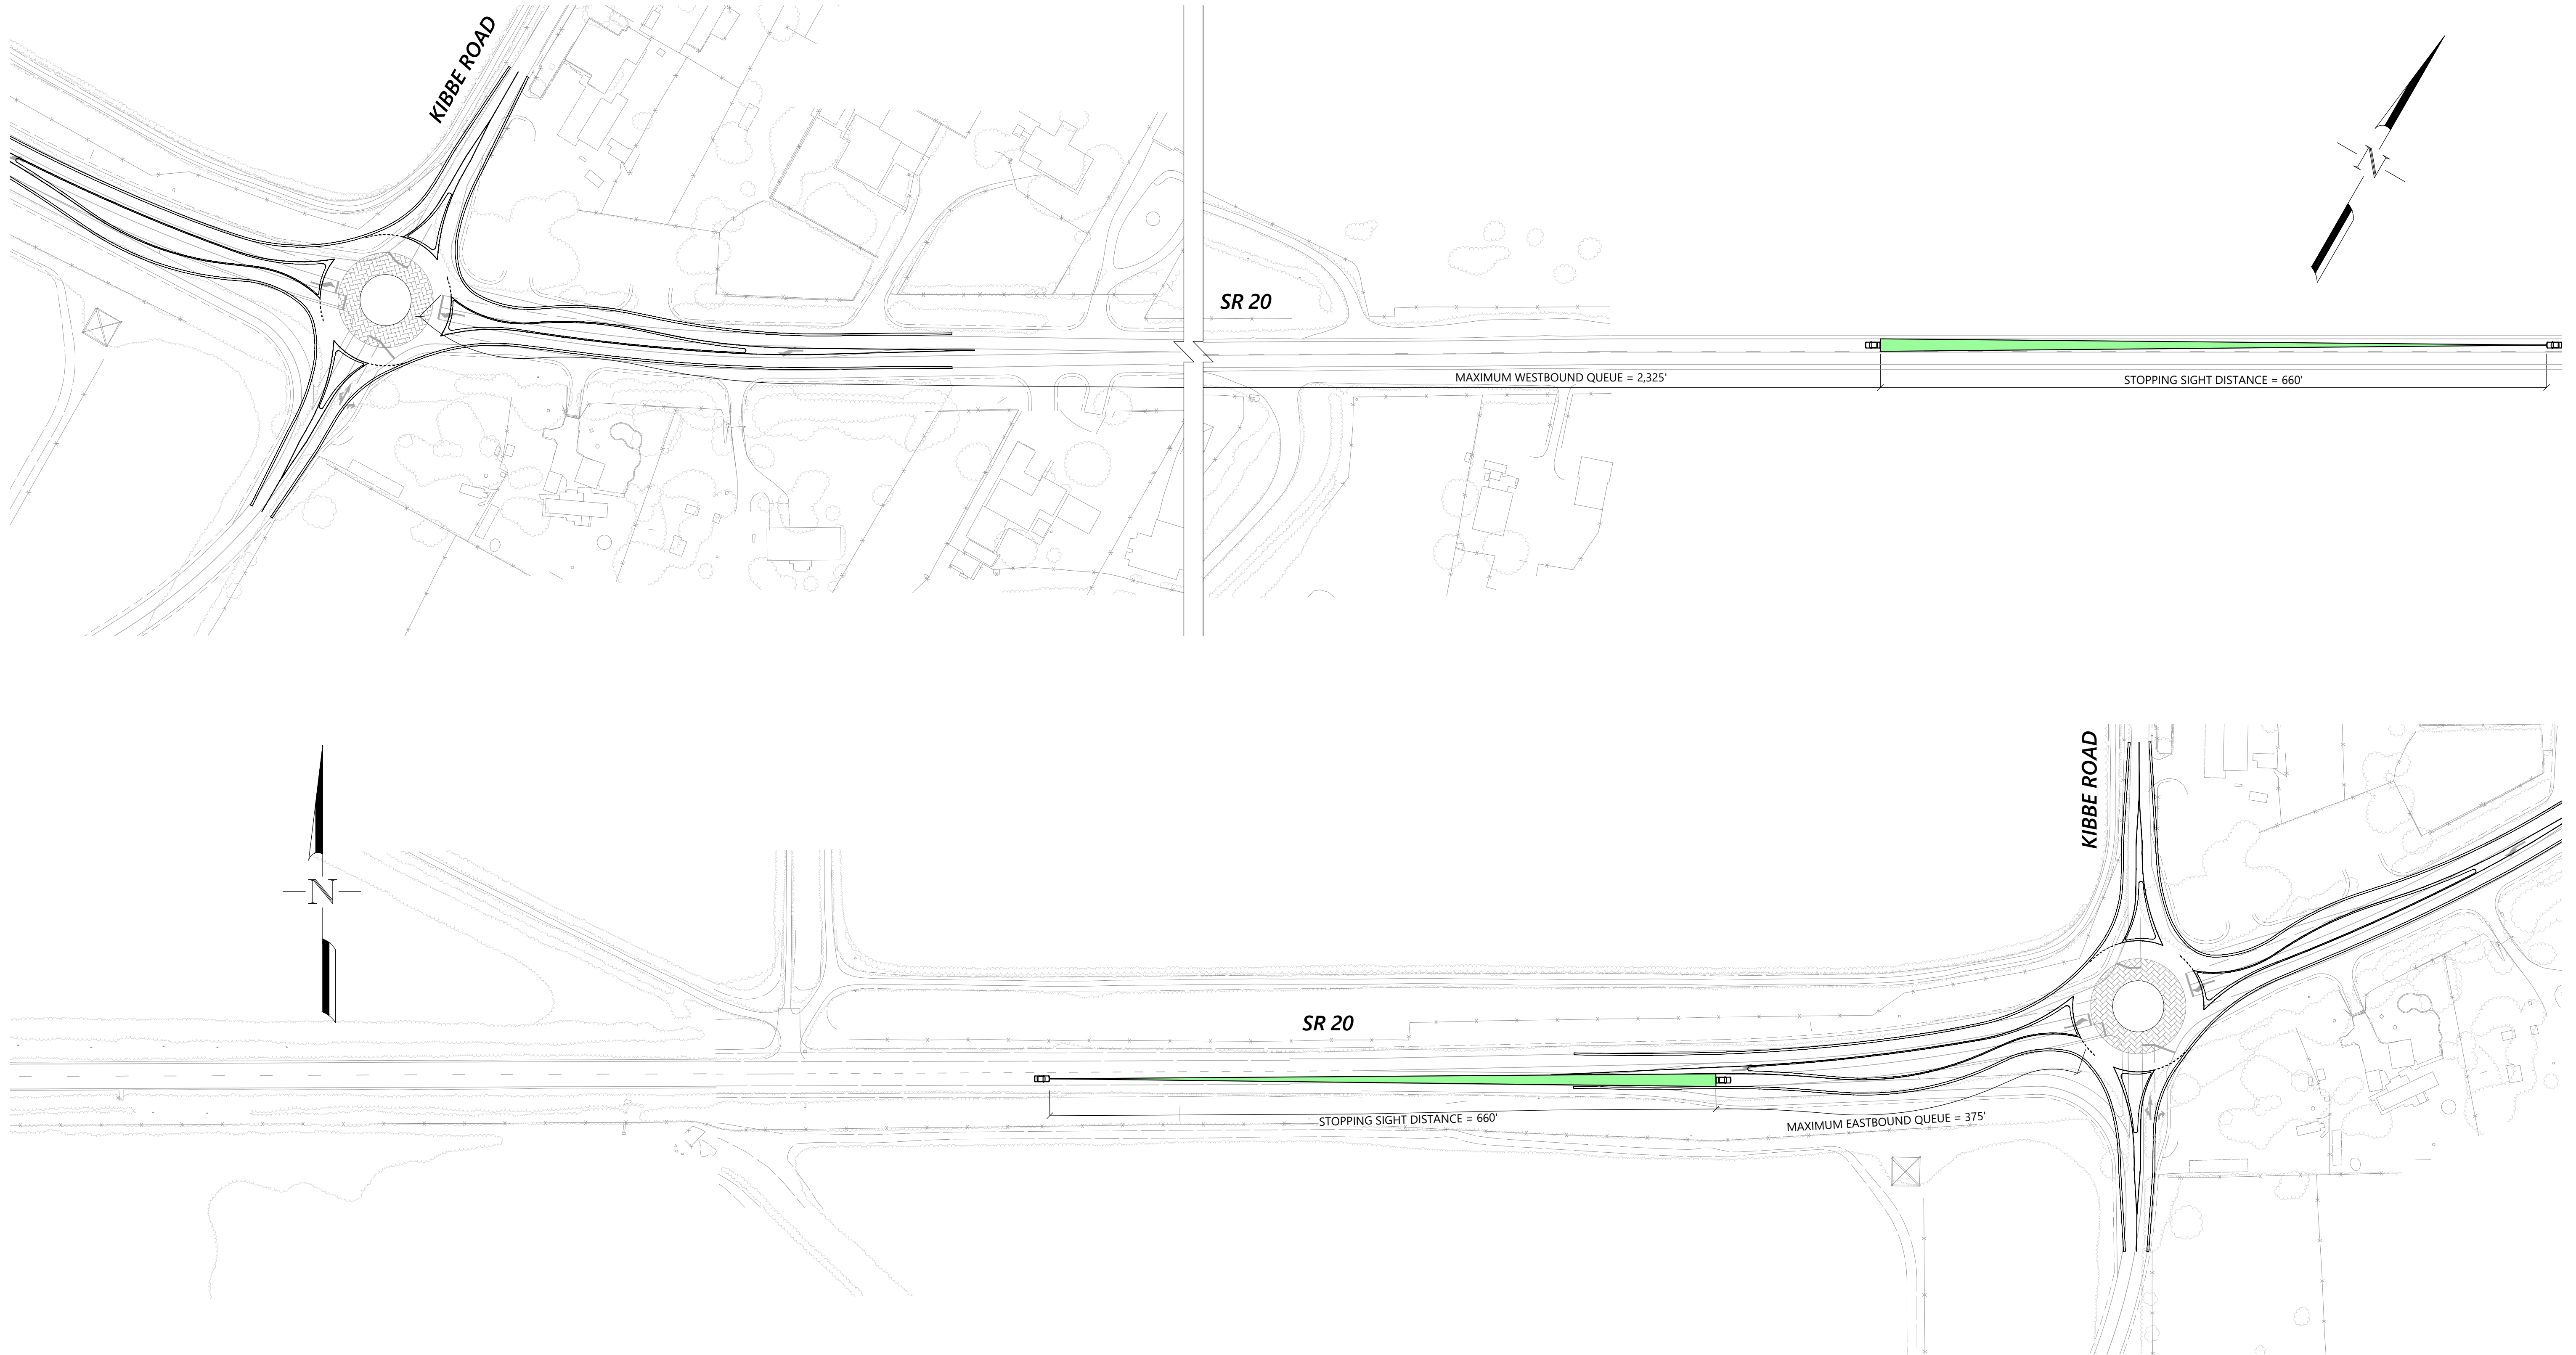 KIBBE ROAD
N
SR 20
MAXIMUM WESTBOUND QUEUE = 2,325'
STOPPING SIGHT DISTANCE = 660'
KIBBE ROAD
N
SR 20
STOPPING SIGHT DISTANCE = 660'
MAXIMUM EASTBOUND QUEUE = 375'